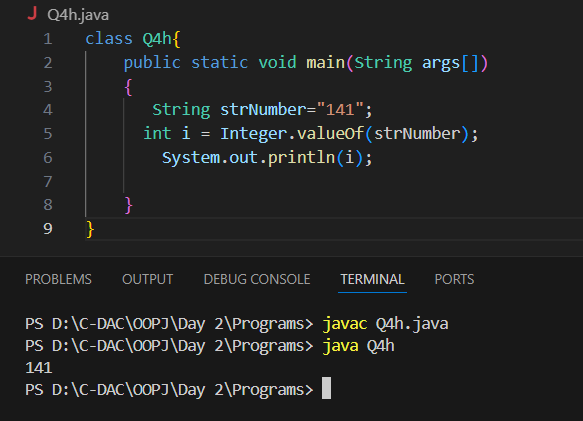 J Q4h.java
1 class Q4h{
2 public static void main(String args[])
3 {
4 String strNumber="141";
5 int i = Integer.valueOf(strNumber);
6 System.out.println(i);
7
8 }
9 }
PROBLEMS OUTPUT DEBUG CONSOLE TERMINAL PORTS
PS D:\C-DAC\OOPJ\Day 2\Programs> javac Q4h.java
PS D:\C-DAC\OOPJ\Day 2\Programs> java Q4h
141
PS D:\C-DAC\OOPJ\Day 2\Programs>